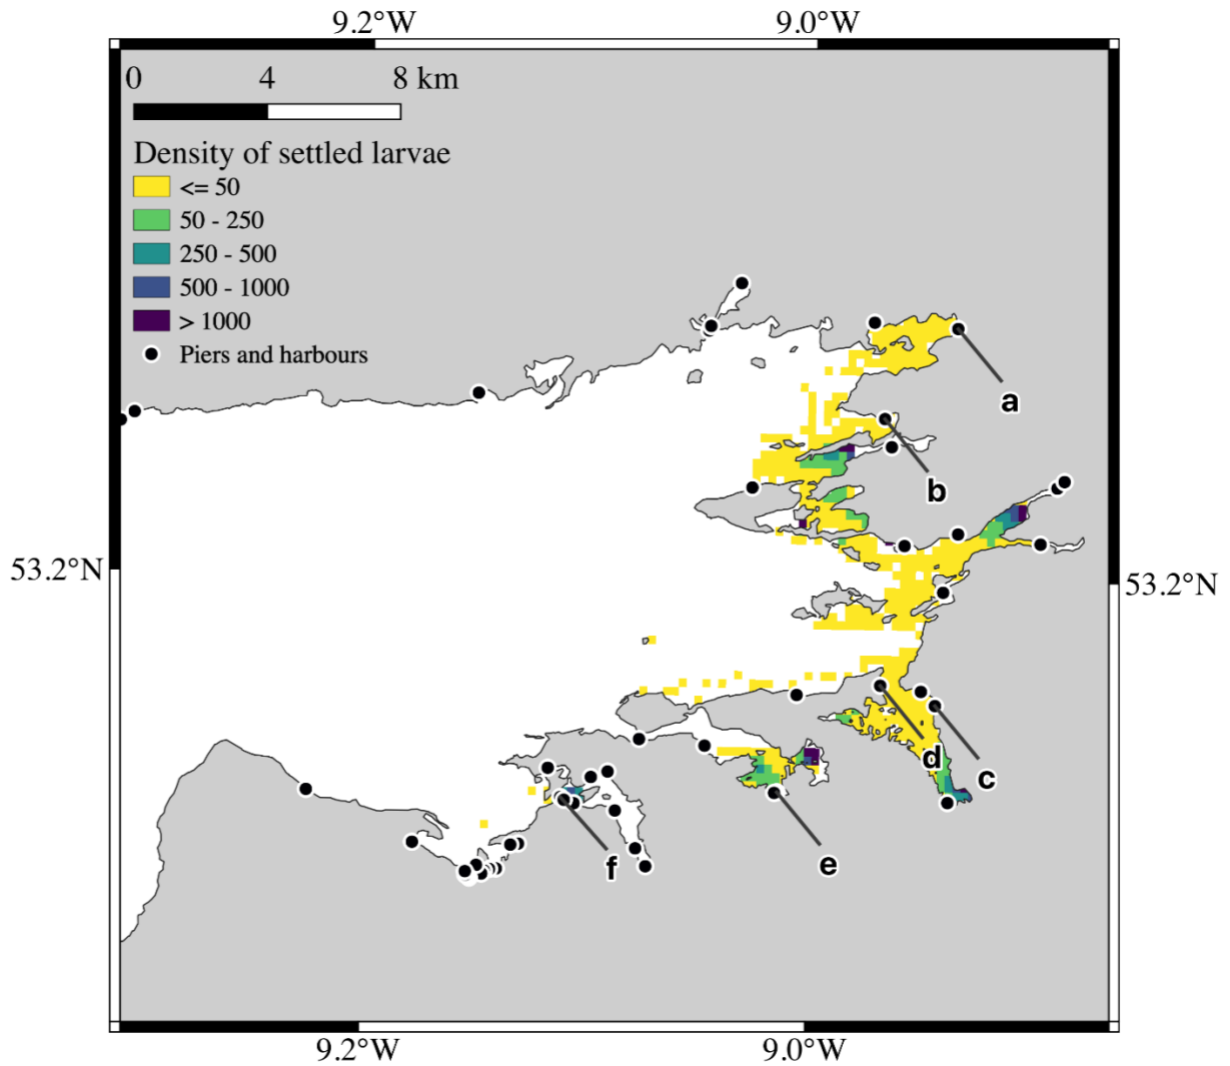 9.2°W 9.0°W
0 4 8 km
Density of settled larvae
<= 50
50 - 250
250 - 500
500 - 1000
> 1000
Piers and harbours
a
b
53.2°N 53.2°N
d
c
e
f
9.2°W 9.0°W